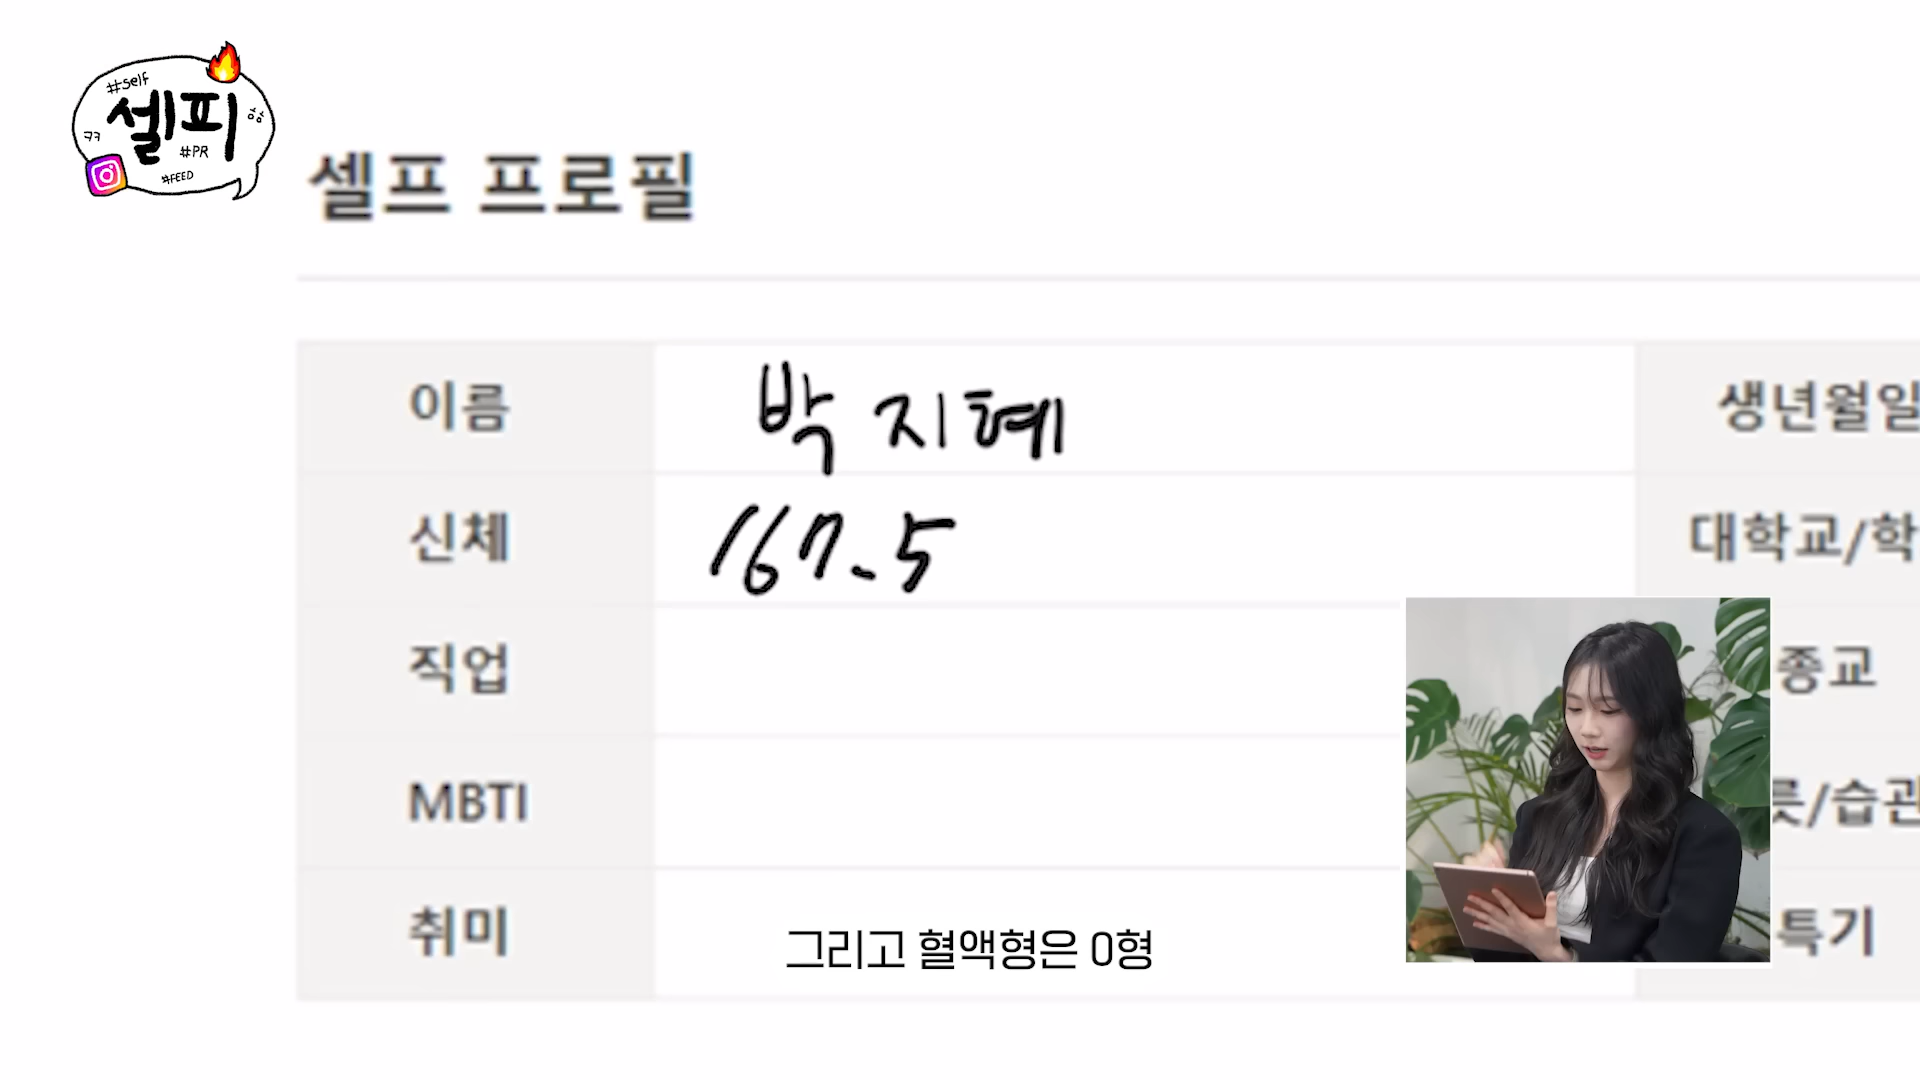 #self
셀피
ㅋㅋ
#PR
#FEED
셀프 프로필
이름 박지혜 생년월일
신체 167.5 대학교/학
직업 종교
MBTI 릇/습관
취미 특기
그리고 혈액형은 O형